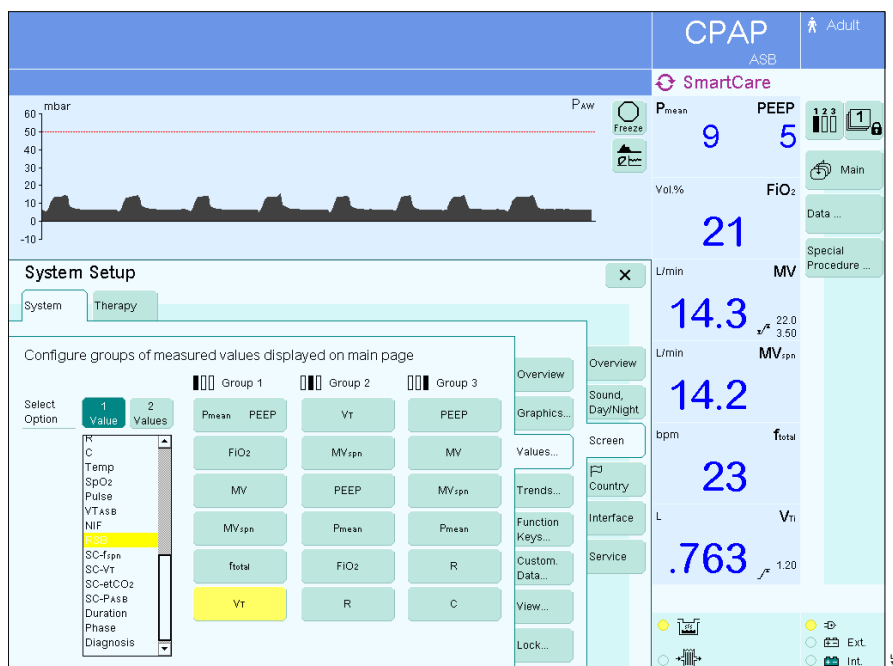 CPAP
ASB
Adult
SmartCare
mbar
PAW
60
50
40
30
20
10
0
-10
Freeze
Pmean PEEP
9 5
1 2 3
1
Main
Vol.% FiO2
21
Data ...
Special
Procedure ...
System Setup
System Therapy
L/min MV
14.3 22.0
3.50
Configure groups of measured values displayed on main page
Group 1 Group 2 Group 3
Select
Option
1
Value
2
Values
R
C
Temp
SpO2
Pulse
VTASB
NIF
RSB
SC-fspn
SC-VT
SC-etCO2
SC-PASB
Duration
Phase
Diagnosis
Pmean PEEP VT PEEP
FiO2 MVspn MV
MV PEEP MVspn
MVspn Pmean Pmean
ftotal FiO2 R
VT R C
Overview
Graphics...
Values...
Trends...
Function
Keys...
Custom.
Data...
View...
Lock...
Overview
Sound,
Day/Night
Screen
Country
Interface
Service
L/min MVspn
14.2
bpm ftotal
23
L VTi
.763 1.20
Ext.
Int.